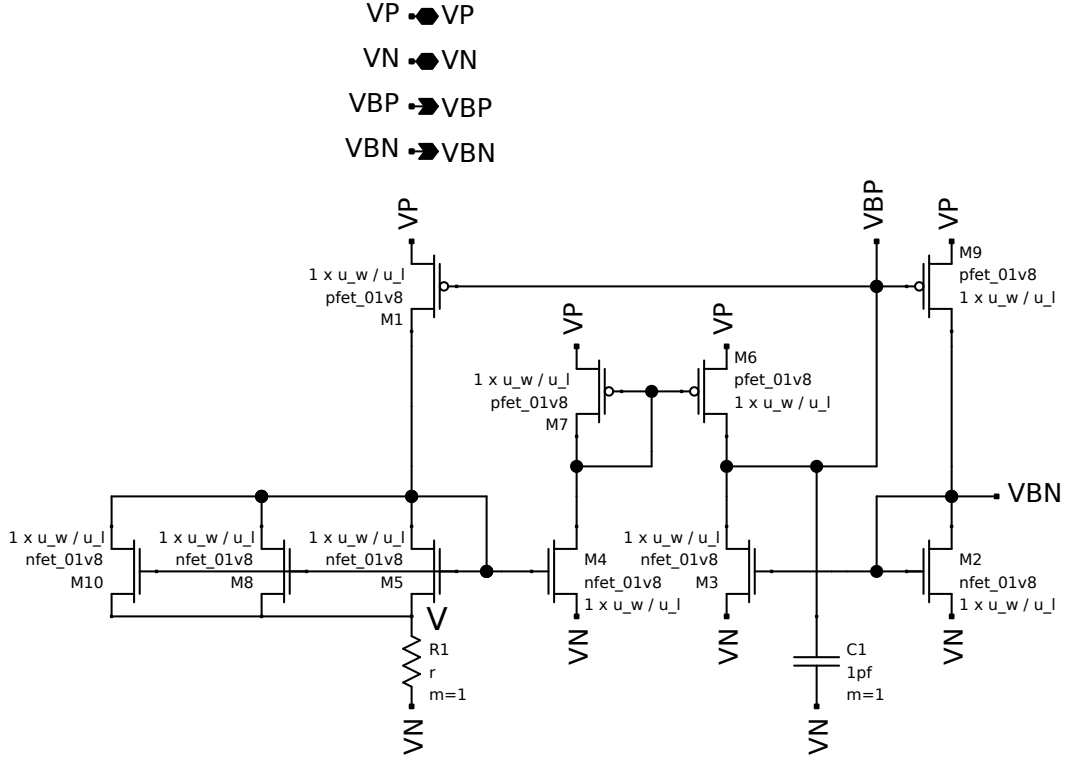 VP VP
VN VN
VBP VBP
VBN VBN
VP
1 x u_w / u_l
pfet_01v8
M1
VBP
VP
M9
pfet_01v8
1 x u_w / u_l
VP
1 x u_w / u_l
pfet_01v8
M7
VP
M6
pfet_01v8
1 x u_w / u_l
VBN
1 x u_w / u_l
nfet_01v8
M10
1 x u_w / u_l
nfet_01v8
M8
1 x u_w / u_l
nfet_01v8
M5
M4
nfet_01v8
1 x u_w / u_l
1 x u_w / u_l
nfet_01v8
M3
M2
nfet_01v8
1 x u_w / u_l
V
VN
VN
VN
R1
r
m=1
C1
1pf
m=1
VN
VN